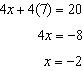 4x + 4(7) = 20
4x = −8
x = −2